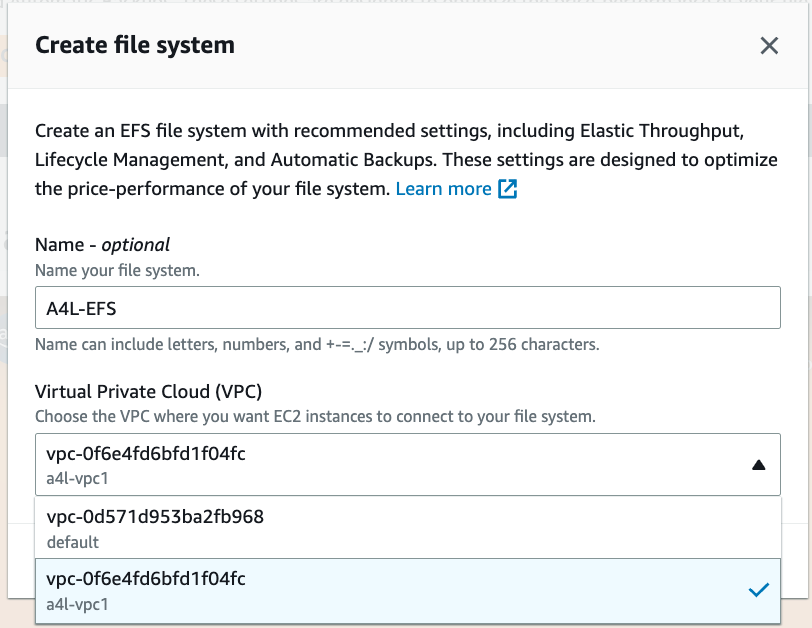 Create file system
Create an EFS file system with recommended settings, including Elastic Throughput,
Lifecycle Management, and Automatic Backups. These settings are designed to optimize
the price-performance of your file system. Learn more
Name - optional
Name your file system.
A4L-EFS
Name can include letters, numbers, and +-=._:/ symbols, up to 256 characters.
Virtual Private Cloud (VPC)
Choose the VPC where you want EC2 instances to connect to your file system.
vpc-0f6e4fd6bfd1f04fc
a4l-vpc1
vpc-0d571d953ba2fb968
default
vpc-0f6e4fd6bfd1f04fc
a4l-vpc1